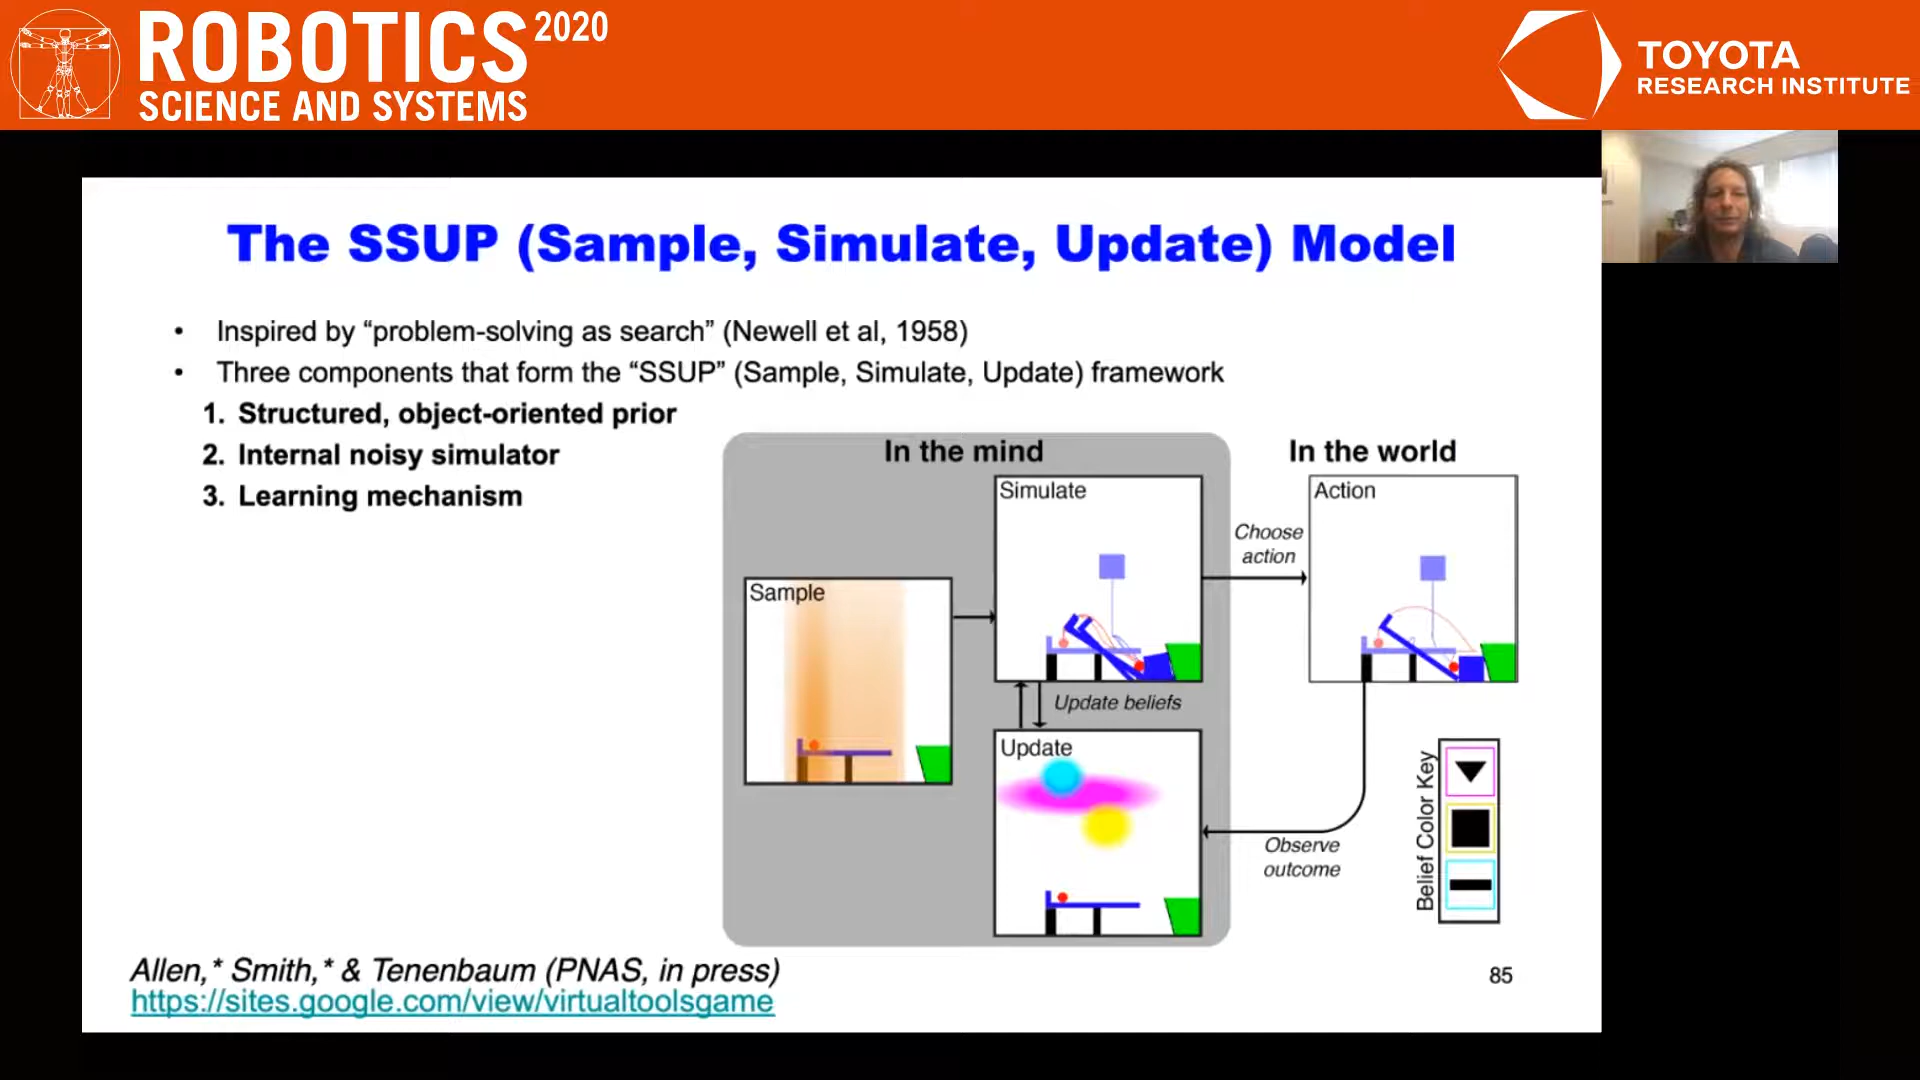 ROBOTICS 2020
SCIENCE AND SYSTEMS
TOYOTA
RESEARCH INSTITUTE
The SSUP (Sample, Simulate, Update) Model
• Inspired by “problem-solving as search” (Newell et al, 1958)
• Three components that form the “SSUP” (Sample, Simulate, Update) framework
1. Structured, object-oriented prior
2. Internal noisy simulator
3. Learning mechanism
In the mind
In the world
Simulate
Action
Choose
action
Sample
Update beliefs
Update
Observe
outcome
Belief Color Key
Allen,* Smith,* & Tenenbaum (PNAS, in press)
https://sites.google.com/view/virtualtoolsgame
85